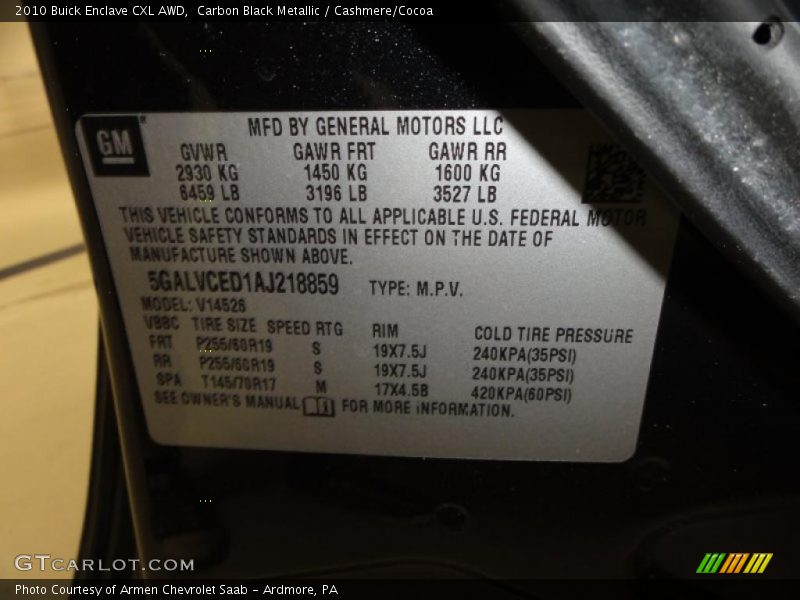 2010 Buick Enclave CXL AWD, Carbon Black Metallic / Cashmere/Cocoa
GM
MFD BY GENERAL MOTORS LLC
GVWR GAWR FRT GAWR RR
2930 KG 1450 KG 1600 KG
6459 LB 3196 LB 3527 LB
THIS VEHICLE CONFORMS TO ALL APPLICABLE U.S. FEDERAL MOTOR
VEHICLE SAFETY STANDARDS IN EFFECT ON THE DATE OF
MANUFACTURE SHOWN ABOVE.
5GALVCED1AJ218859 TYPE: M.P.V.
MODEL: V14526
VBBC TIRE SIZE SPEED RTG RIM COLD TIRE PRESSURE
FRT P255/60R19 S 19X7.5J 240KPA(35PSI)
RR P255/60R19 S 19X7.5J 240KPA(35PSI)
SPA T145/70R17 M 17X4.5B 420KPA(60PSI)
SEE OWNER'S MANUAL FOR MORE INFORMATION.
GTCARLOT.COM
Photo Courtesy of Armen Chevrolet Saab - Ardmore, PA